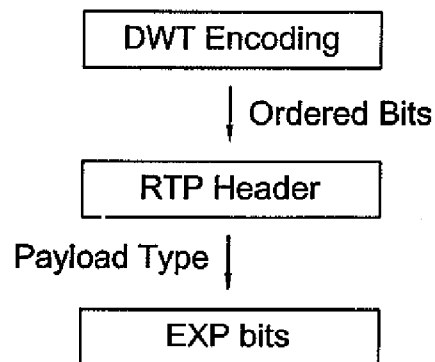 DWT Encoding
Ordered Bits
RTP Header
Payload Type
EXP bits